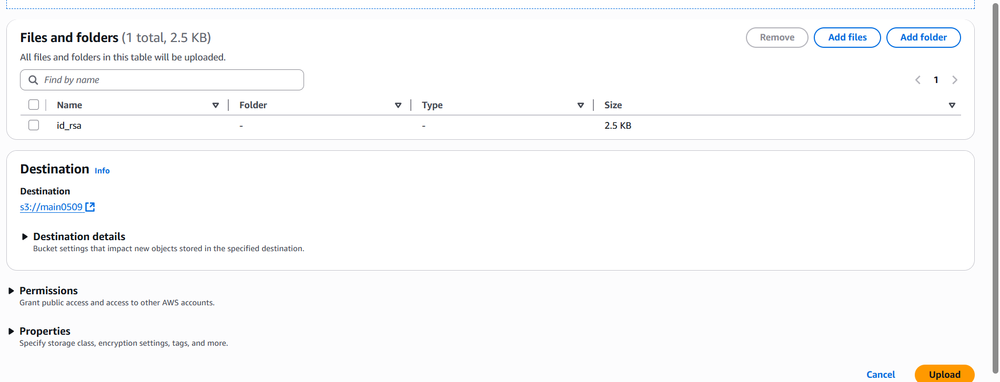 Files and folders (1 total, 2.5 KB)
Remove
Add files
Add folder
All files and folders in this table will be uploaded.
Find by name
1
Name
Folder
Type
Size
id_rsa
-
-
2.5 KB
Destination Info
Destination
s3://main0509
Destination details
Bucket settings that impact new objects stored in the specified destination.
Permissions
Grant public access and access to other AWS accounts.
Properties
Specify storage class, encryption settings, tags, and more.
Cancel
Upload